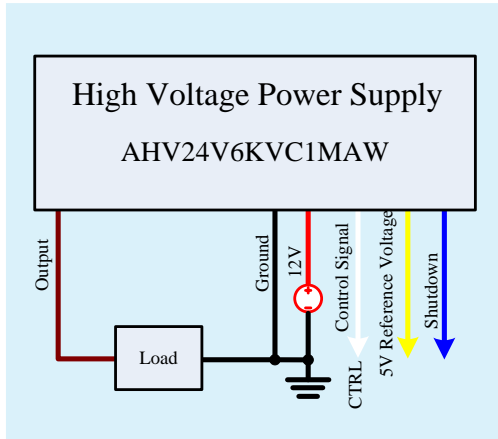 High Voltage Power Supply
AHV24V6KVC1MAW
Output
Ground
12V
Control Signal
5V Reference Voltage
Shutdown
CTRL
Load
+
-